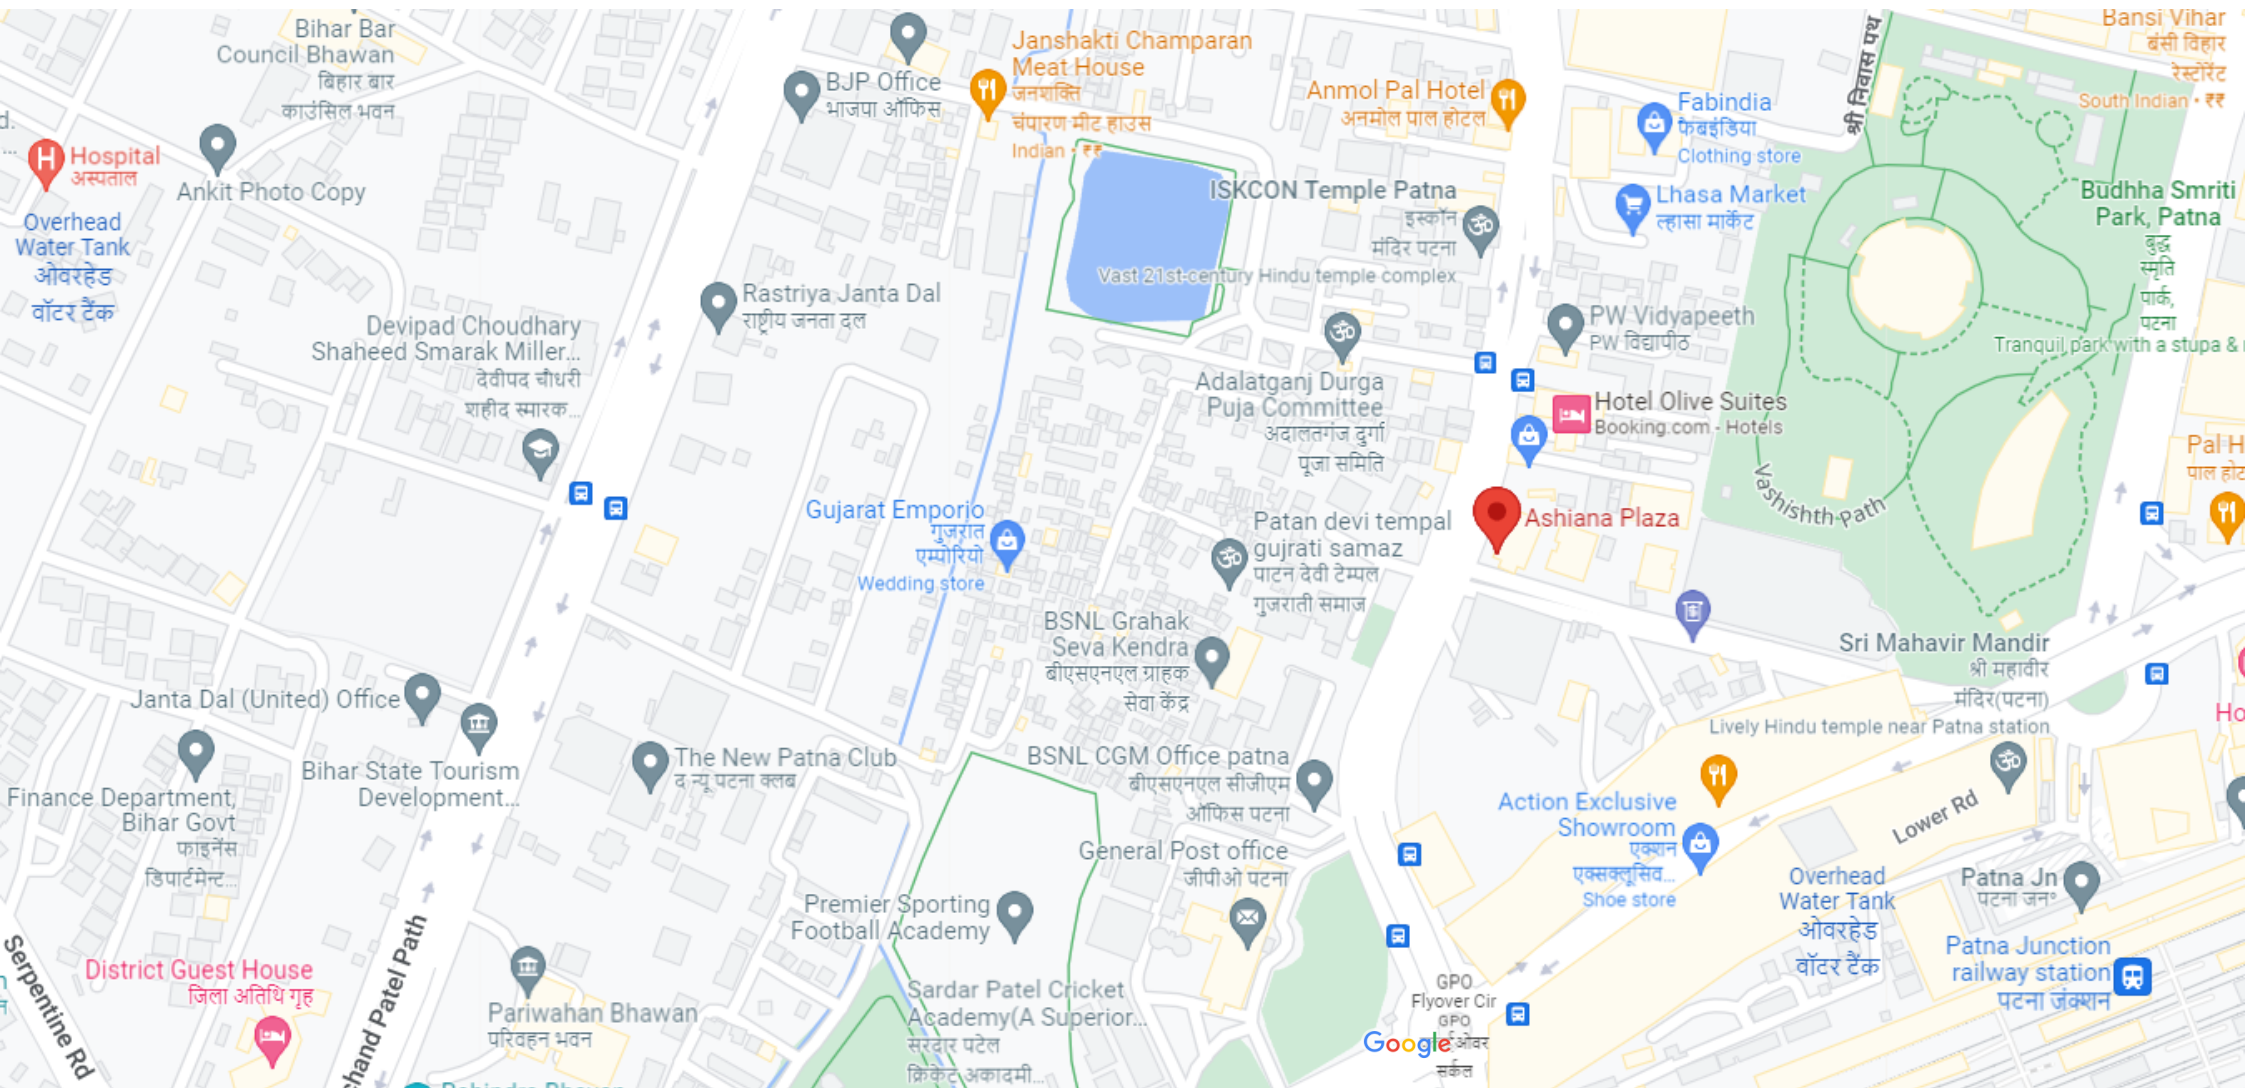 Bihar Bar
Council Bhawan
बिहार बार
काउंसिल भवन
BJP Office
भाजपा ऑफिस
Janshakti Champaran
Meat House
जनशक्ति
चंपारण मीट हाउस
Indian · ₹₹
Anmol Pal Hotel
अनमोल पाल होटल
Fabindia
फैबइंडिया
Clothing store
श्री निवास पथ
Bansi Vihar
बंसी विहार
रेस्टोरेंट
South Indian · ₹₹
d.
...
Hospital
अस्पताल
Ankit Photo Copy
Overhead
Water Tank
ओवरहेड
वॉटर टैंक
ISKCON Temple Patna
इस्कॉन
मंदिर पटना
Vast 21st-century Hindu temple complex
Lhasa Market
ल्हासा मार्केट
Budhha Smriti
Park, Patna
बुद्ध
स्मृति
पार्क,
पटना
Tranquil park with a stupa &
Rastriya Janta Dal
राष्ट्रीय जनता दल
Devipad Choudhary
Shaheed Smarak Miller...
देवीपद चौधरी
शहीद स्मारक...
PW Vidyapeeth
PW विद्यापीठ
Adalatganj Durga
Puja Committee
अदालतगंज दुर्गा
पूजा समिति
Hotel Olive Suites
Booking.com - Hotels
Pal H
पाल होट
Vashishth Path
Gujarat Emporio
गुजरात
एम्पोरियो
Wedding store
Patan devi tempal
gujrati samaz
पाटन देवी टेम्पल
गुजराती समाज
Ashiana Plaza
BSNL Grahak
Seva Kendra
बीएसएनएल ग्राहक
सेवा केंद्र
Sri Mahavir Mandir
श्री महावीर
मंदिर(पटना)
Lively Hindu temple near Patna station
Ho
Janta Dal (United) Office
Bihar State Tourism
Development...
The New Patna Club
द न्यू पटना क्लब
BSNL CGM Office patna
बीएसएनएल सीजीएम
ऑफिस पटना
Finance Department,
Bihar Govt
फाइनेंस
डिपार्टमेन्ट...
General Post office
जीपीओ पटना
Action Exclusive
Showroom
एक्शन
एक्सक्लूसिव...
Shoe store
Lower Rd
Overhead
Water Tank
ओवरहेड
वॉटर टैंक
Patna Jn
पटना जन°
Patna Junction
railway station
पटना जंक्शन
Premier Sporting
Football Academy
Serpentine Rd
District Guest House
जिला अतिथि गृह
chand Patel Path
Pariwahan Bhawan
परिवहन भवन
Sardar Patel Cricket
Academy(A Superior...
सरदार पटेल
क्रिकेट अकादमी...
GPO
Flyover Cir
GPO
Google
ओवर
सर्कल